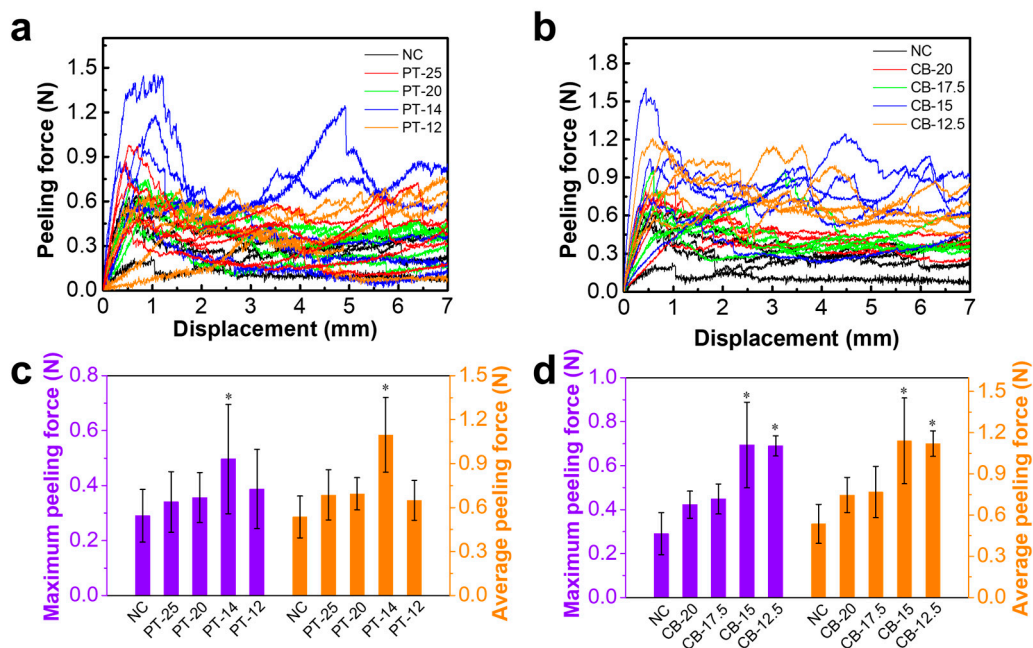 a
Peeling force (N)
1.5
1.2
0.9
0.6
0.3
0.0
NC
PT-25
PT-20
PT-14
PT-12
0 1 2 3 4 5 6 7
Displacement (mm)
b
Peeling force (N)
1.8
1.5
1.2
0.9
0.6
0.3
0.0
NC
CB-20
CB-17.5
CB-15
CB-12.5
0 1 2 3 4 5 6 7
Displacement (mm)
c
Maximum peeling force (N)
0.8
0.6
0.4
0.2
0.0
* *
NC PT-25 PT-20 PT-14 PT-12 NC PT-25 PT-20 PT-14 PT-12
1.5
1.2
0.9
0.6
0.3
0.0
Average peeling force (N)
d
Maximum peeling force (N)
1.0
0.8
0.6
0.4
0.2
0.0
* * * *
NC CB-20 CB-17.5 CB-15 CB-12.5 NC CB-20 CB-17.5 CB-15 CB-12.5
1.5
1.2
0.9
0.6
0.3
0.0
Average peeling force (N)